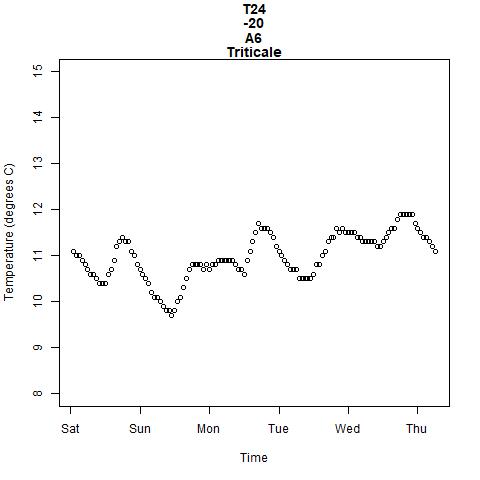 T24
-20
A6
Triticale
15
14
13
12
11
10
9
8
Temperature (degrees C)
Sat Sun Mon Tue Wed Thu
Time